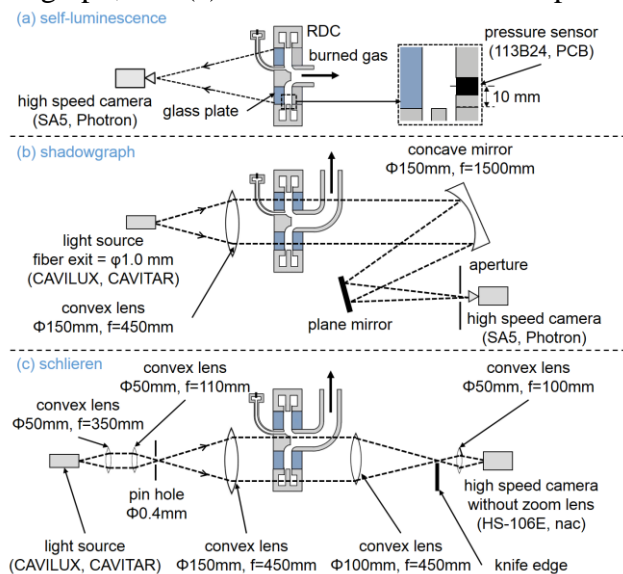 (a) self-luminescence
RDC
burned gas
pressure sensor
(113B24, PCB)
high speed camera
(SA5, Photron)
glass plate
10 mm
(b) shadowgraph
concave mirror
Φ150mm, f=1500mm
light source
fiber exit = φ1.0 mm
(CAVILUX, CAVITAR)
convex lens
Φ150mm, f=450mm
aperture
plane mirror
high speed camera
(SA5, Photron)
(c) schlieren
convex lens
Φ50mm, f=110mm
convex lens
Φ50mm, f=350mm
convex lens
Φ50mm, f=100mm
pin hole
Φ0.4mm
high speed camera
without zoom lens
(HS-106E, nac)
light source
(CAVILUX, CAVITAR)
convex lens
Φ150mm, f=450mm
convex lens
Φ100mm, f=450mm
knife edge